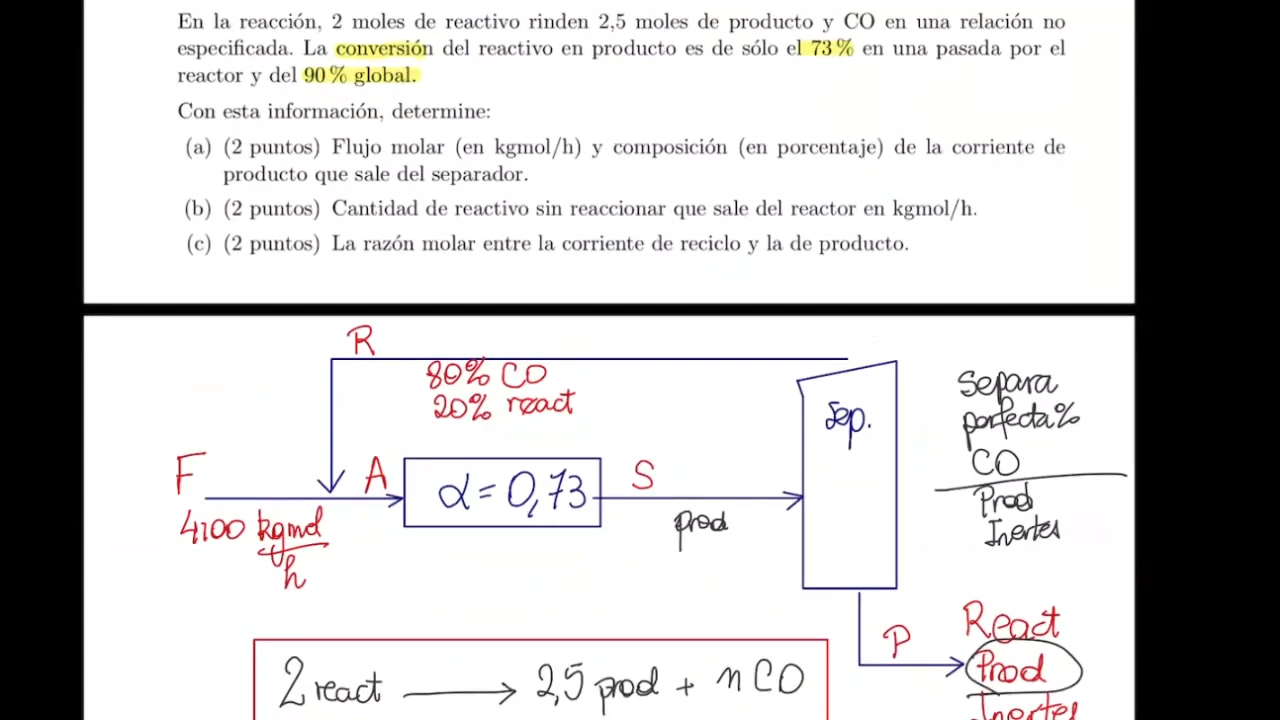 En la reacción, 2 moles de reactivo rinden 2,5 moles de producto y CO en una relación no
especificada. La conversión del reactivo en producto es de sólo el 73 % en una pasada por el
reactor y del 90 % global.
Con esta información, determine:
(a) (2 puntos) Flujo molar (en kgmol/h) y composición (en porcentaje) de la corriente de
producto que sale del separador.
(b) (2 puntos) Cantidad de reactivo sin reaccionar que sale del reactor en kgmol/h.
(c) (2 puntos) La razón molar entre la corriente de reciclo y la de producto.
R
80% CO
20% react
Sep.
Separa
perfecta%
CO
Prod
Inertes
F
A
α = 0,73
S
4100 kgmol
h
prod
P
React
Prod
Inertes
2 react → 2,5 prod + n CO